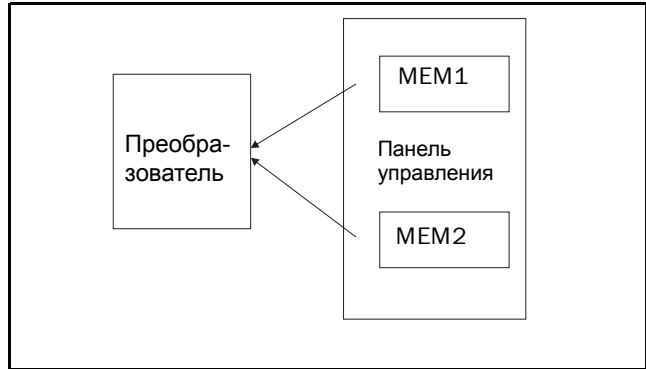 MEM1
Преобра-
зователь
Панель
управления
MEM2